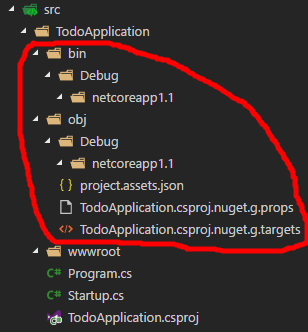 src
TodoApplication
bin
Debug
netcoreapp1.1
obj
Debug
netcoreapp1.1
{ } project.assets.json
TodoApplication.csproj.nuget.g.props
TodoApplication.csproj.nuget.g.targets
wwwroot
C# Program.cs
C# Startup.cs
TodoApplication.csproj